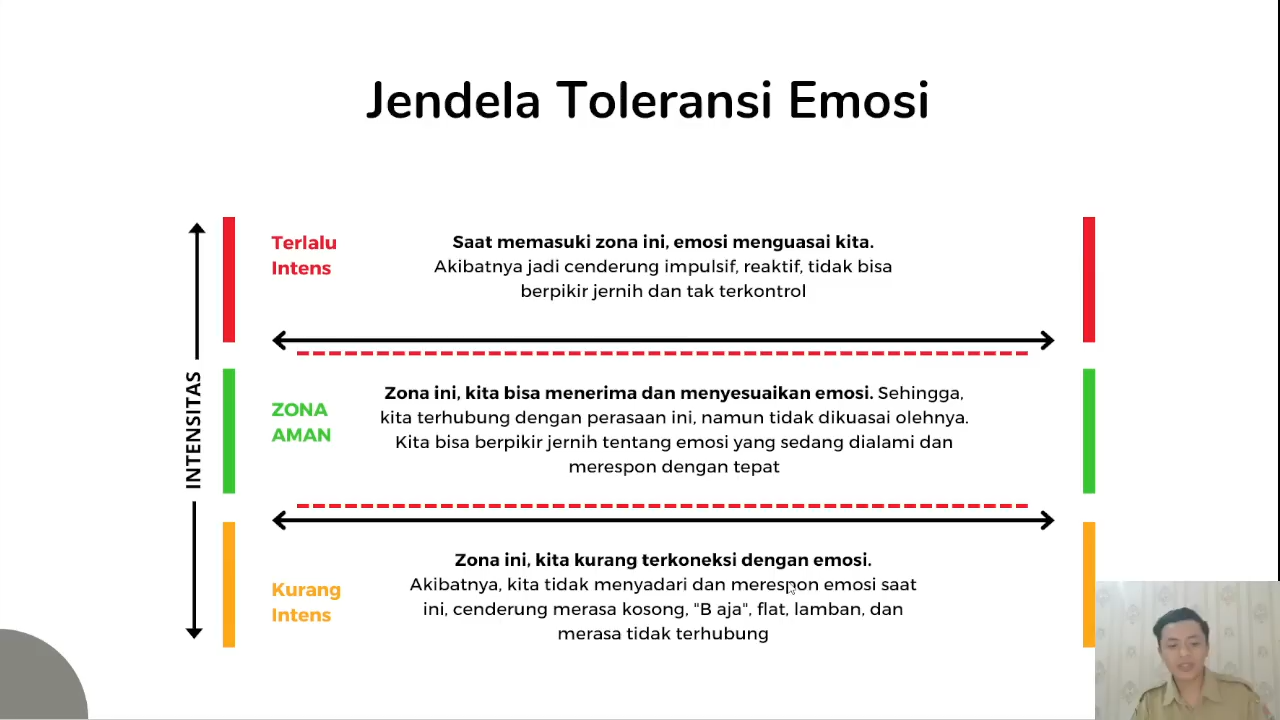 Jendela Toleransi Emosi
INTENSITAS
Terlalu
Intens
Saat memasuki zona ini, emosi menguasai kita.
Akibatnya jadi cenderung impulsif, reaktif, tidak bisa
berpikir jernih dan tak terkontrol
ZONA
AMAN
Zona ini, kita bisa menerima dan menyesuaikan emosi. Sehingga,
kita terhubung dengan perasaan ini, namun tidak dikuasai olehnya.
Kita bisa berpikir jernih tentang emosi yang sedang dialami dan
merespon dengan tepat
Kurang
Intens
Zona ini, kita kurang terkoneksi dengan emosi.
Akibatnya, kita tidak menyadari dan merespon emosi saat
ini, cenderung merasa kosong, "B aja", flat, lamban, dan
merasa tidak terhubung